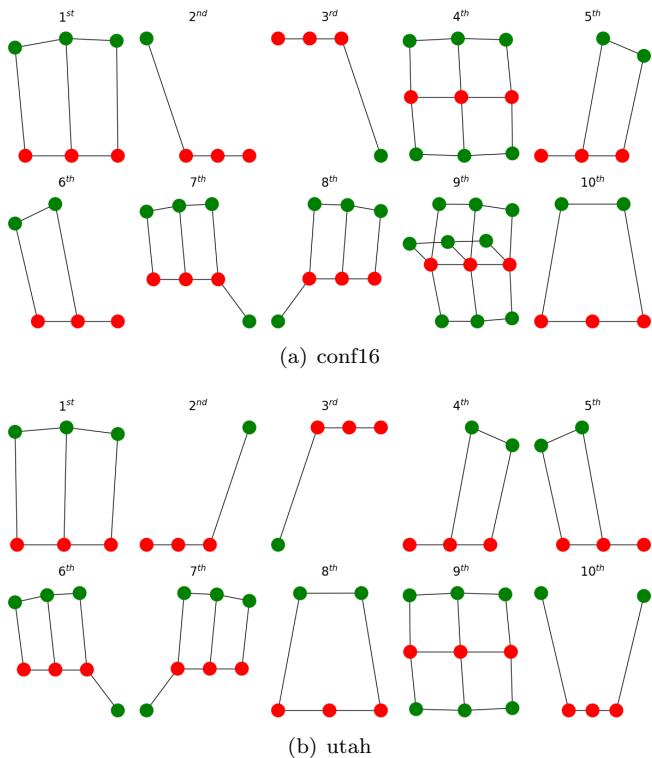 1st 2nd 3rd 4th 5th
6th 7th 8th 9th 10th
(a) conf16
1st 2nd 3rd 4th 5th
6th 7th 8th 9th 10th
(b) utah